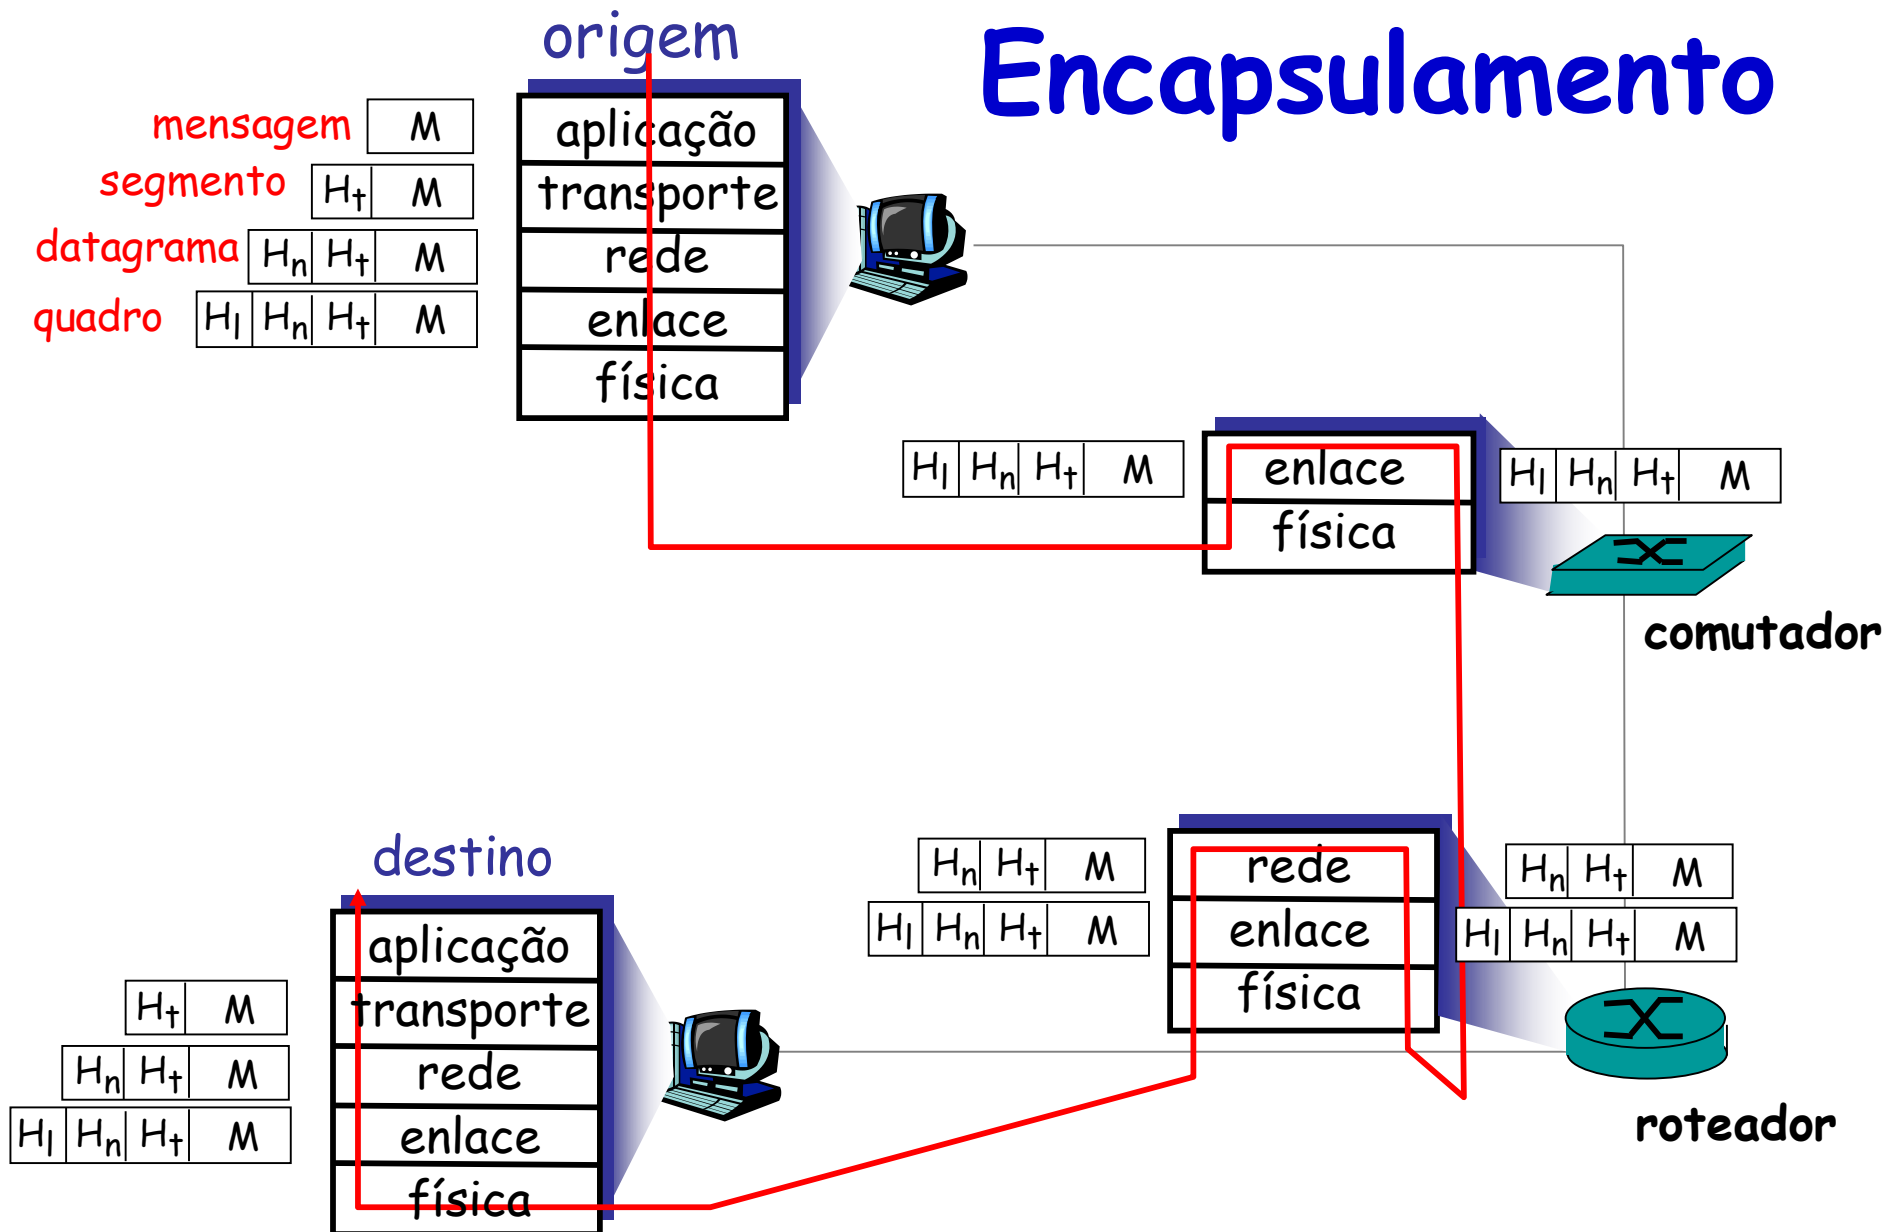 origem
Encapsulamento
mensagem M aplicação
segmento Ht M transporte
datagrama Hn Ht M rede
quadro Hl Hn Ht M enlace
física
Hl Hn Ht M enlace Hl Hn Ht M
física
comutador
destino
Hn Ht M rede Hn Ht M
Hl Hn Ht M enlace Hl Hn Ht M
física
roteador
aplicação
Ht M transporte
Hn Ht M rede
Hl Hn Ht M enlace
física